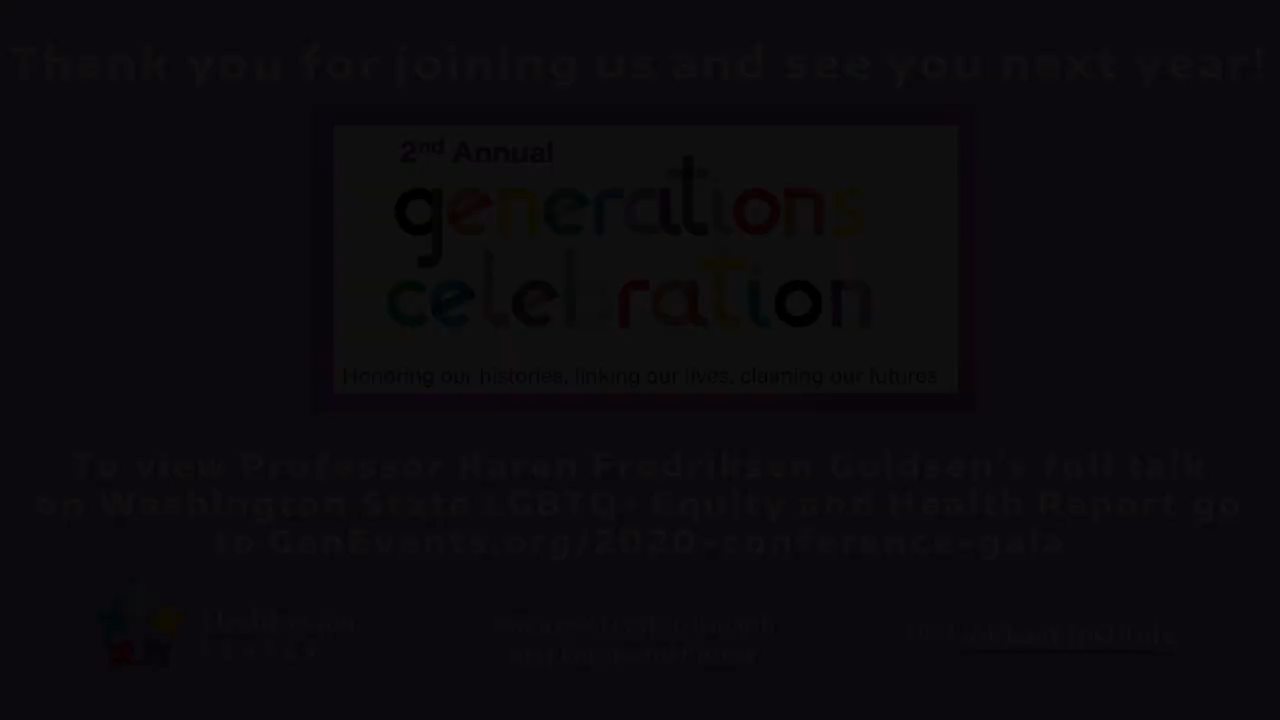 Thank you for joining us and see you next year!
2nd Annual
generations
celebration
Honoring our histories, linking our lives, claiming our futures
To view Professor Karen Fredriksen Goldsen's full talk
on Washington State LGBTQ+ Equity and Health Report go
to GenEvents.org/2020-conference-gala